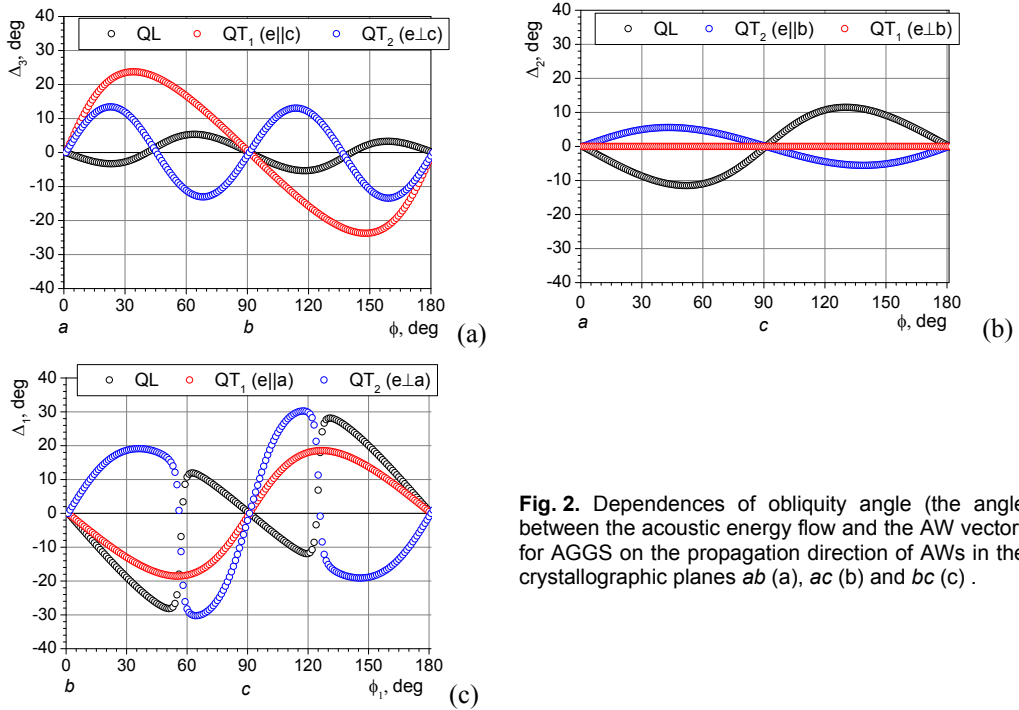 QL QT1 (e||c) QT2 (e⊥c)
Δ3, deg
40
30
20
10
0
-10
-20
-30
-40
0 30 60 90 120 150 180
a b ϕ, deg
(a)
QL QT2 (e||b) QT1 (e⊥b)
Δ2, deg
40
30
20
10
0
-10
-20
-30
-40
0 30 60 90 120 150 180
a c ϕ, deg
(b)
QL QT1 (e||a) QT2 (e⊥a)
Δ1, deg
40
30
20
10
0
-10
-20
-30
-40
0 30 60 90 120 150 180
b c ϕ1, deg
(c)
Fig. 2. Dependences of obliquity angle (the angle
between the acoustic energy flow and the AW vector
for AGGS on the propagation direction of AWs in the
crystallographic planes ab (a), ac (b) and bc (c) .